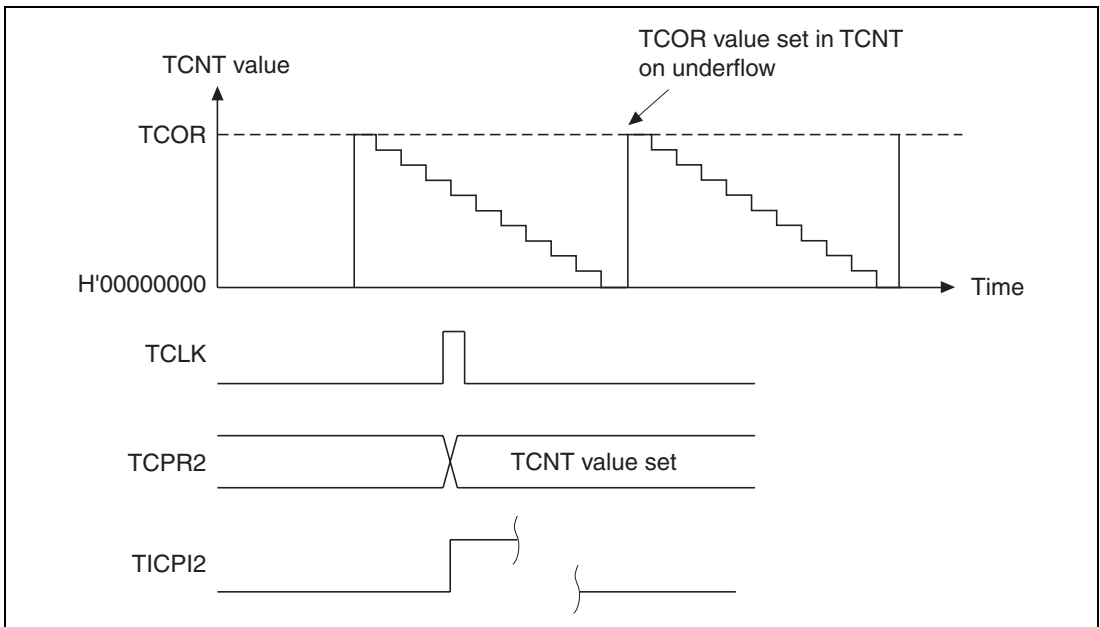 TCOR value set in TCNT
on underflow
TCNT value
TCOR
H'00000000
Time
TCLK
TCPR2
TCNT value set
TICPI2